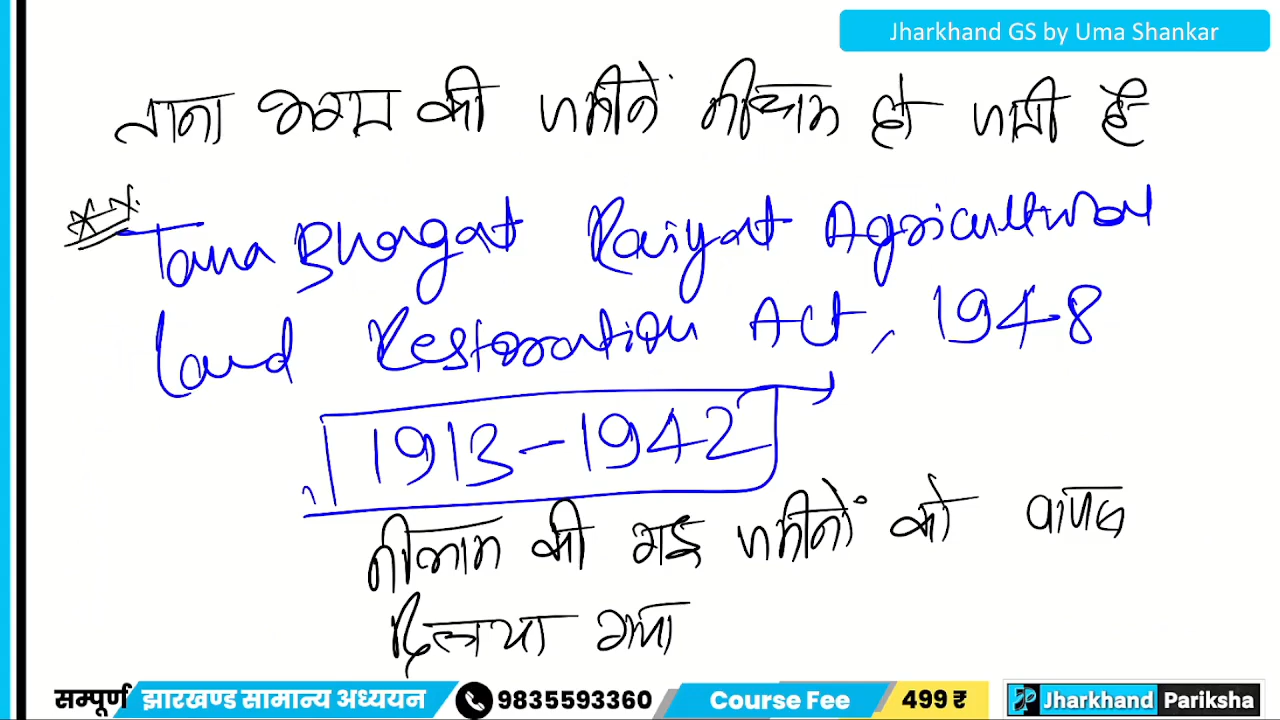 Jharkhand GS by Uma Shankar
ताना भगत की जमीनें नीलाम हो गयी हैं
Tana Bhagat Raiyat Agricultural
Land Restoration Act, 1948
1913-1942
नीलाम की गई जमीनों को वापस
दिलाया गया
सम्पूर्ण झारखण्ड सामान्य अध्ययन 9835593360 Course Fee 499 ₹ JP Jharkhand Pariksha